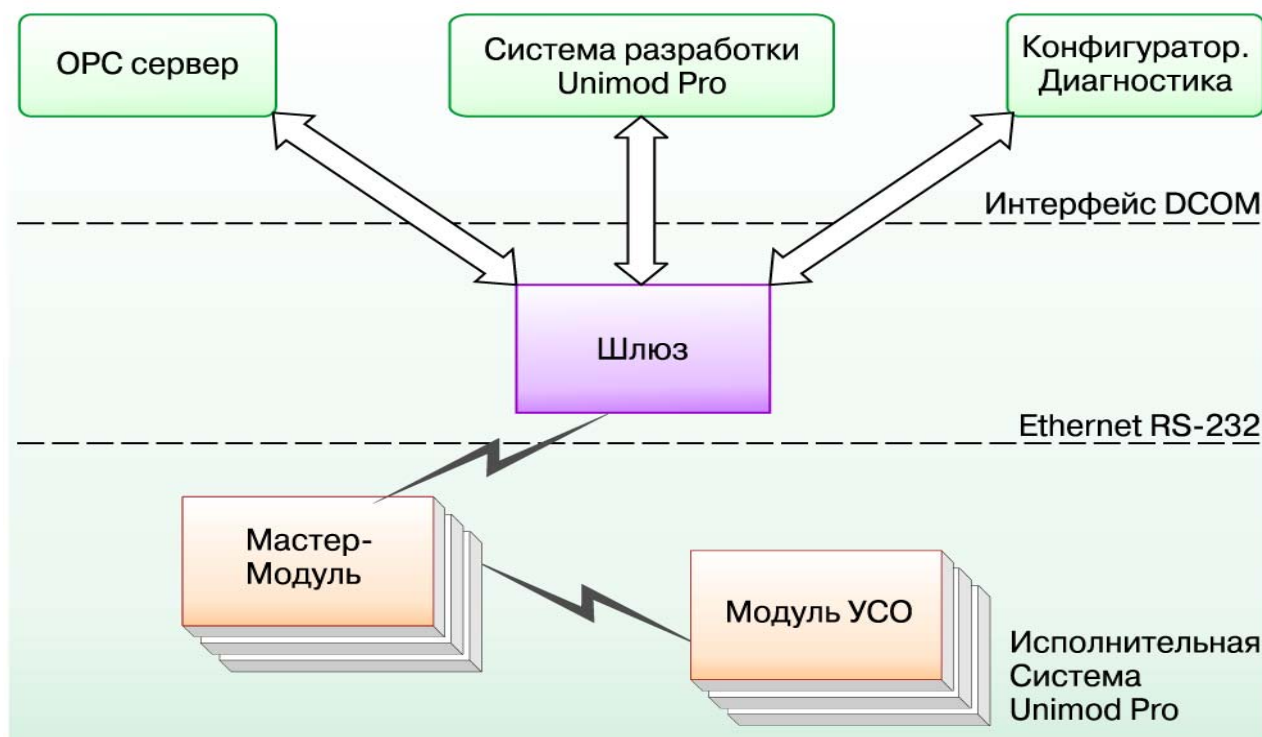 OPC сервер
Система разработки
Unimod Pro
Конфигуратор.
Диагностика
Интерфейс DCOM
Шлюз
Ethernet RS-232
Мастер-
Модуль
Модуль УСО
Исполнительная
Система
Unimod Pro